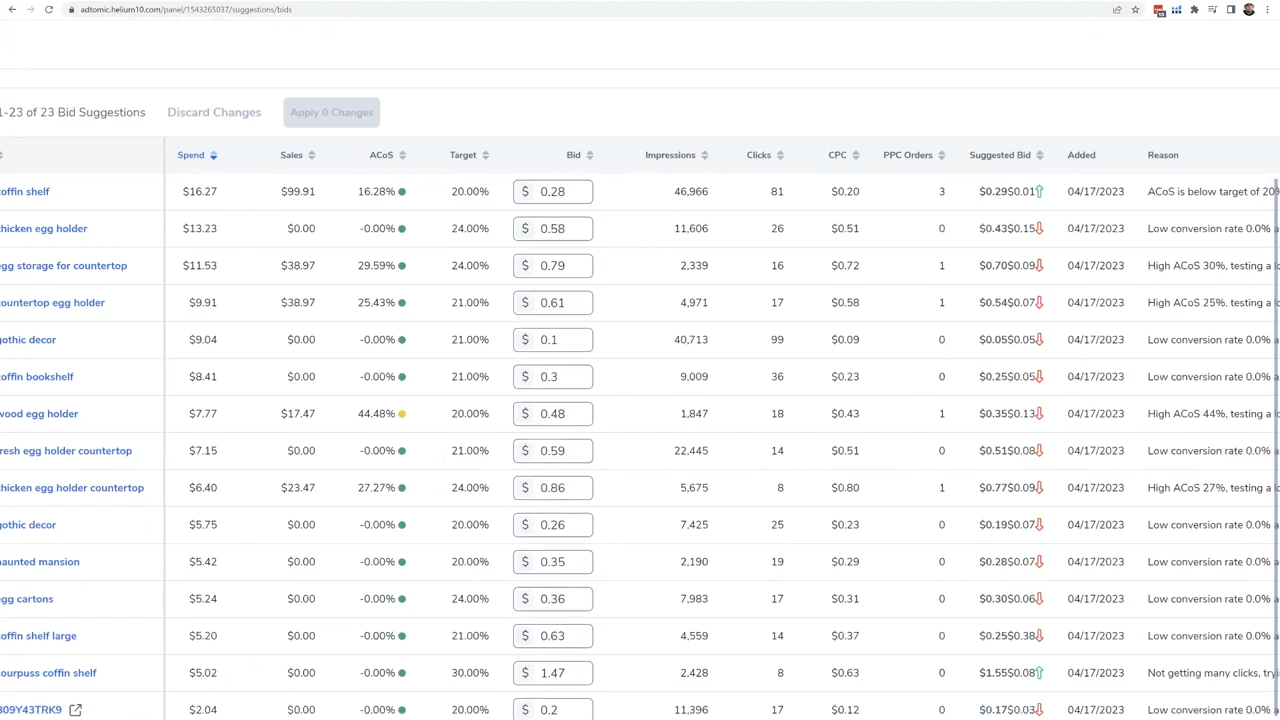 adtomic.helium10.com/panel/1543265037/suggestions/bids
1-23 of 23 Bid Suggestions Discard Changes Apply 0 Changes
Spend Sales ACoS Target Bid Impressions Clicks CPC PPC Orders Suggested Bid Added Reason
coffin shelf $16.27 $99.91 16.28% 20.00% $ 0.28 46,966 81 $0.20 3 $0.29$0.01 04/17/2023 ACoS is below target of 20%
chicken egg holder $13.23 $0.00 -0.00% 24.00% $ 0.58 11,606 26 $0.51 0 $0.43$0.15 04/17/2023 Low conversion rate 0.0% a
egg storage for countertop $11.53 $38.97 29.59% 24.00% $ 0.79 2,339 16 $0.72 1 $0.70$0.09 04/17/2023 High ACoS 30%, testing a lo
countertop egg holder $9.91 $38.97 25.43% 21.00% $ 0.61 4,971 17 $0.58 1 $0.54$0.07 04/17/2023 High ACoS 25%, testing a lo
gothic decor $9.04 $0.00 -0.00% 21.00% $ 0.1 40,713 99 $0.09 0 $0.05$0.05 04/17/2023 Low conversion rate 0.0% a
coffin bookshelf $8.41 $0.00 -0.00% 21.00% $ 0.3 9,009 36 $0.23 0 $0.25$0.05 04/17/2023 Low conversion rate 0.0% a
wood egg holder $7.77 $17.47 44.48% 20.00% $ 0.48 1,847 18 $0.43 1 $0.35$0.13 04/17/2023 High ACoS 44%, testing a lo
fresh egg holder countertop $7.15 $0.00 -0.00% 21.00% $ 0.59 22,445 14 $0.51 0 $0.51$0.08 04/17/2023 Low conversion rate 0.0% a
chicken egg holder countertop $6.40 $23.47 27.27% 24.00% $ 0.86 5,675 8 $0.80 1 $0.77$0.09 04/17/2023 High ACoS 27%, testing a lo
gothic decor $5.75 $0.00 -0.00% 20.00% $ 0.26 7,425 25 $0.23 0 $0.19$0.07 04/17/2023 Low conversion rate 0.0% a
haunted mansion $5.42 $0.00 -0.00% 20.00% $ 0.35 2,190 19 $0.29 0 $0.28$0.07 04/17/2023 Low conversion rate 0.0% a
egg cartons $5.24 $0.00 -0.00% 24.00% $ 0.36 7,983 17 $0.31 0 $0.30$0.06 04/17/2023 Low conversion rate 0.0% a
coffin shelf large $5.20 $0.00 -0.00% 21.00% $ 0.63 4,559 14 $0.37 0 $0.25$0.38 04/17/2023 Low conversion rate 0.0% a
sourpuss coffin shelf $5.02 $0.00 -0.00% 30.00% $ 1.47 2,428 8 $0.63 0 $1.55$0.08 04/17/2023 Not getting many clicks, tryi
B09Y43TRK9 $2.04 $0.00 -0.00% 20.00% $ 0.2 11,396 17 $0.12 0 $0.17$0.03 04/17/2023 Low conversion rate 0.0% a